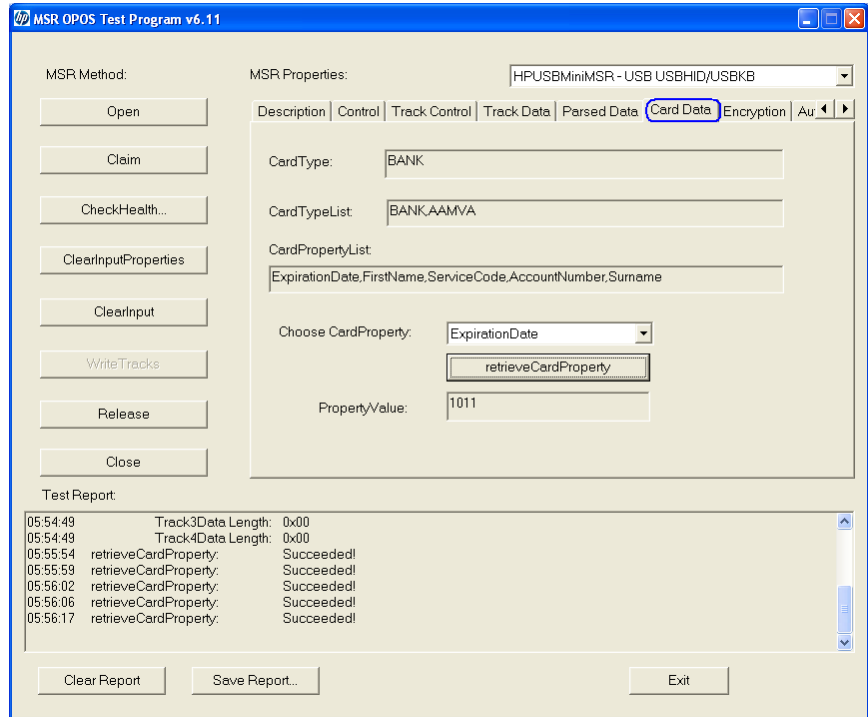 MSR OPOS Test Program v6.11
MSR Method:
MSR Properties:
HPUSBMiniMSR - USB USBHID/USBKB
Open
Claim
CheckHealth...
ClearInputProperties
ClearInput
WriteTracks
Release
Close
Description Control Track Control Track Data Parsed Data Card Data Encryption Au
CardType: BANK
CardTypeList: BANK,AAMVA
CardPropertyList:
ExpirationDate,FirstName,ServiceCode,AccountNumber,Surname
Choose CardProperty: ExpirationDate
retrieveCardProperty
PropertyValue: 1011
Test Report:
05:54:49 Track3Data Length: 0x00
05:54:49 Track4Data Length: 0x00
05:55:54 retrieveCardProperty: Succeeded!
05:55:59 retrieveCardProperty: Succeeded!
05:56:02 retrieveCardProperty: Succeeded!
05:56:06 retrieveCardProperty: Succeeded!
05:56:17 retrieveCardProperty: Succeeded!
Clear Report Save Report... Exit